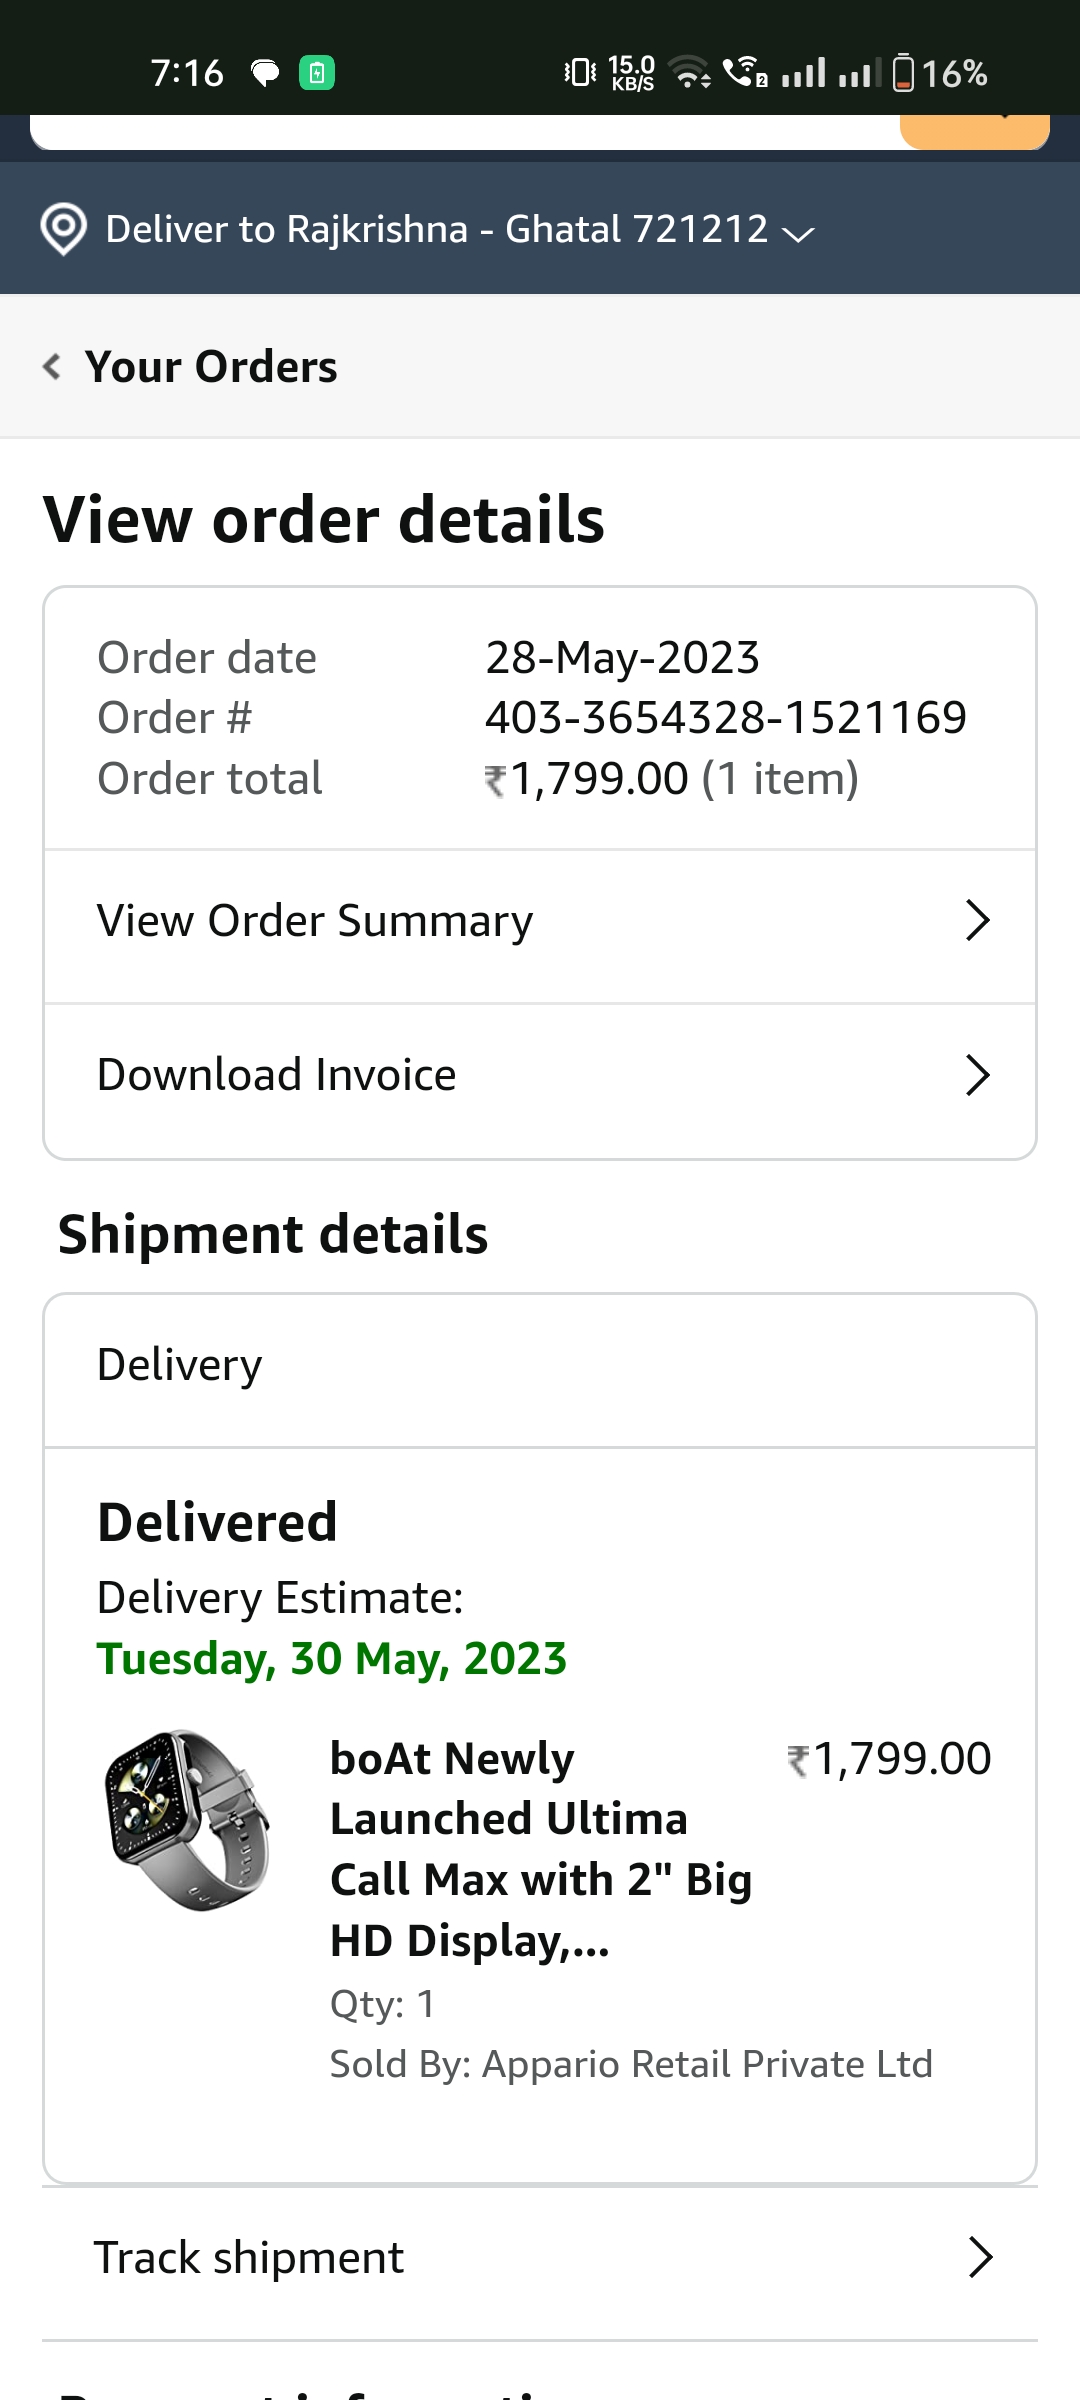 7:16 15.0 KB/S 2 16%
Deliver to Rajkrishna - Ghatal 721212
Your Orders
View order details
Order date 28-May-2023
Order # 403-3654328-1521169
Order total ₹1,799.00 (1 item)
View Order Summary
Download Invoice
Shipment details
Delivery
Delivered
Delivery Estimate:
Tuesday, 30 May, 2023
boAt Newly ₹1,799.00
Launched Ultima
Call Max with 2" Big
HD Display,...
Qty: 1
Sold By: Appario Retail Private Ltd
Track shipment